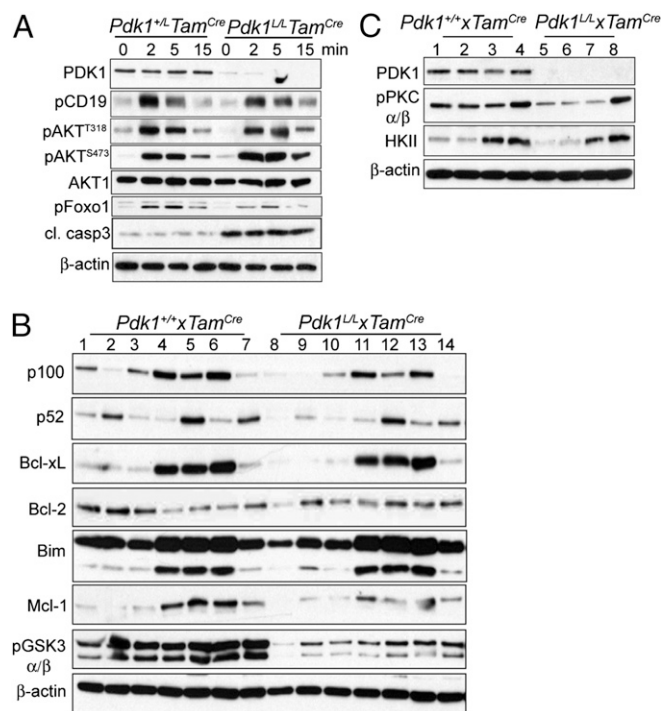 A
Pdk1+/L TamCre Pdk1L/L TamCre
0 2 5 15 0 2 5 15 min
PDK1
pCD19
pAKTT318
pAKTS473
AKT1
pFoxo1
cl. casp3
β-actin
C
Pdk1+/+xTamCre Pdk1L/LxTamCre
1 2 3 4 5 6 7 8
PDK1
pPKC
α/β
HKII
β-actin
B
Pdk1+/+xTamCre Pdk1L/LxTamCre
1 2 3 4 5 6 7 8 9 10 11 12 13 14
p100
p52
Bcl-xL
Bcl-2
Bim
Mcl-1
pGSK3
α/β
β-actin